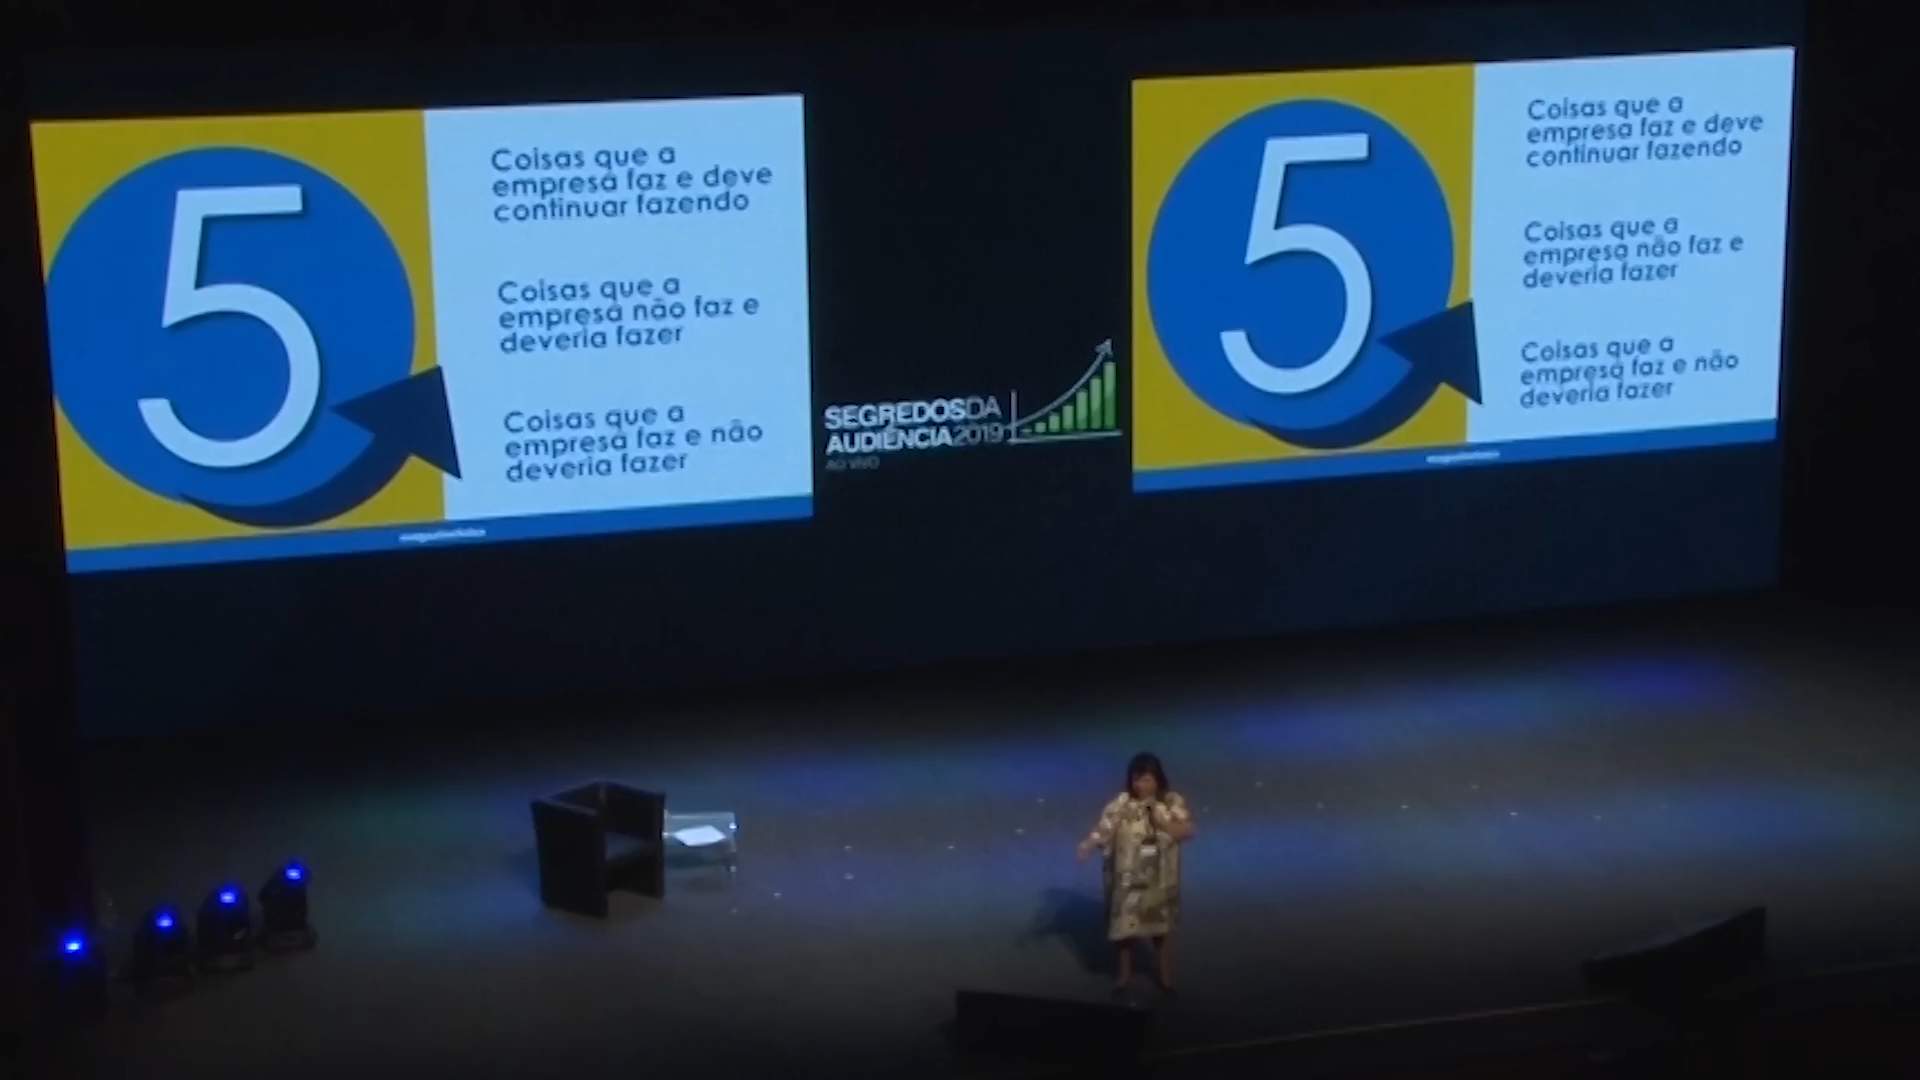 5
Coisas que a
empresa faz e deve
continuar fazendo
Coisas que a
empresa não faz e
deveria fazer
Coisas que a
empresa faz e não
deveria fazer
SEGREDOSDA
AUDIÊNCIA2019
AO VIVO
5
Coisas que a
empresa faz e deve
continuar fazendo
Coisas que a
empresa não faz e
deveria fazer
Coisas que a
empresa faz e não
deveria fazer